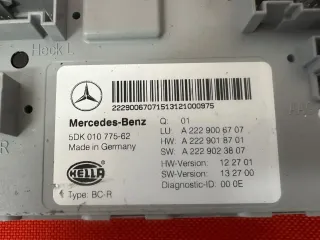 Heck L
22290067071513121000975
Mercedes-Benz
5DK 010 775-62
Made in Germany
HELLA
Type: BC-R
Q: 01
LU: A 222 900 67 07
HW: A 222 901 87 01
SW: A 222 902 38 07
HW-Version: 12 27 01
SW-Version: 13 27 00
Diagnostic-ID: 00 0E